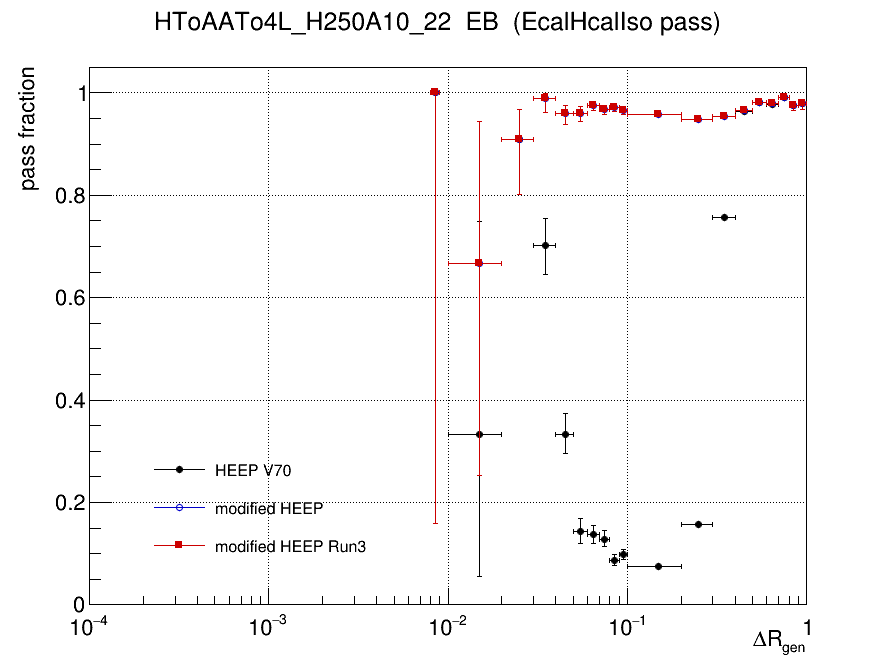 HToAATo4L_H250A10_22 EB (EcalHcalIso pass)
pass fraction
1
0.8
0.6
0.4
0.2
0
HEEP V70
modified HEEP
modified HEEP Run3
10⁻⁴ 10⁻³ 10⁻² 10⁻¹ 1
ΔR_gen